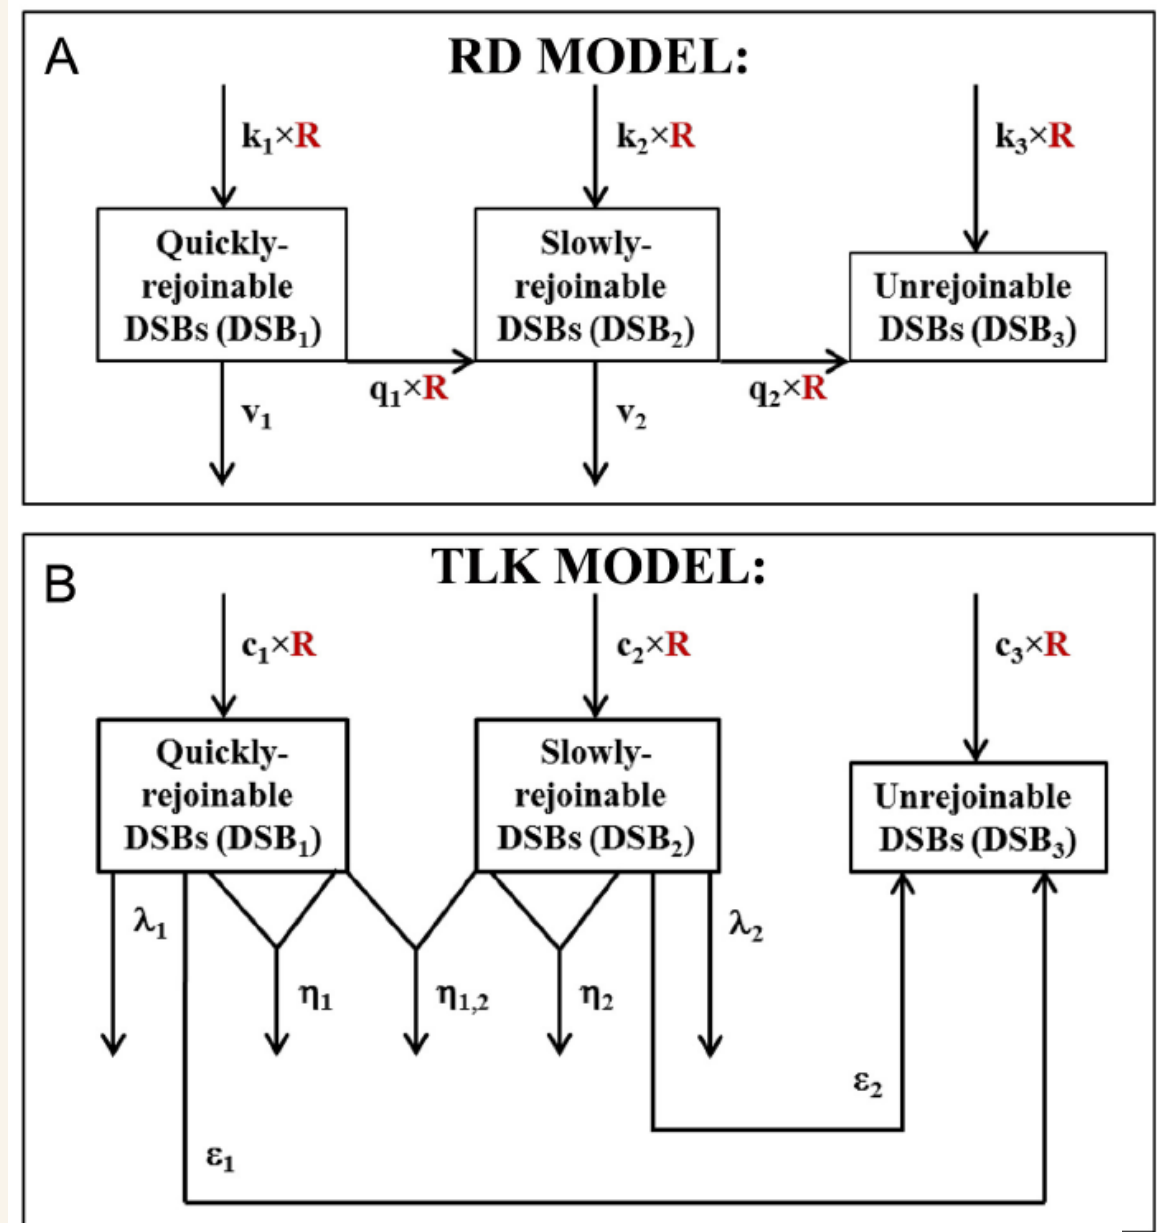 A
RD MODEL:
k₁×R
k₂×R
k₃×R
Quickly-
rejoinable
DSBs (DSB₁)
Slowly-
rejoinable
DSBs (DSB₂)
Unrejoinable
DSBs (DSB₃)
q₁×R
q₂×R
v₁
v₂
B
TLK MODEL:
c₁×R
c₂×R
c₃×R
Quickly-
rejoinable
DSBs (DSB₁)
Slowly-
rejoinable
DSBs (DSB₂)
Unrejoinable
DSBs (DSB₃)
λ₁
λ₂
η₁
η₁,₂
η₂
ε₂
ε₁